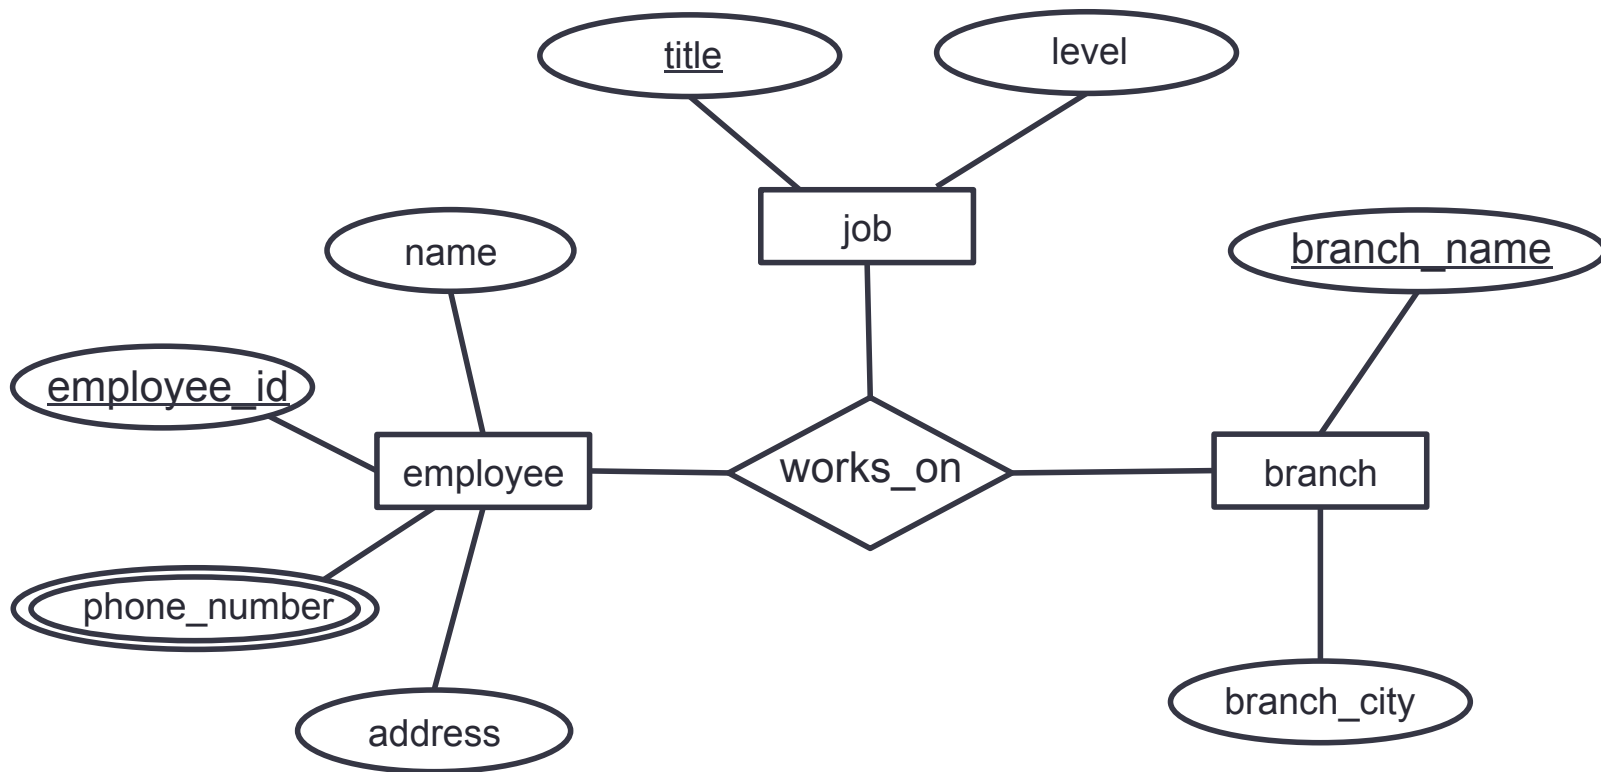 title
level
job
name
branch_name
employee_id
employee
works_on
branch
phone_number
branch_city
address